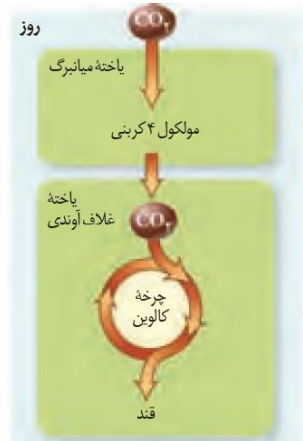 روز
CO₂
یاختهٔ میانبرگ
مولکول ۴ کربنی
یاختهٔ
غلاف آوندی
CO₂
چرخهٔ
کالوین
قند